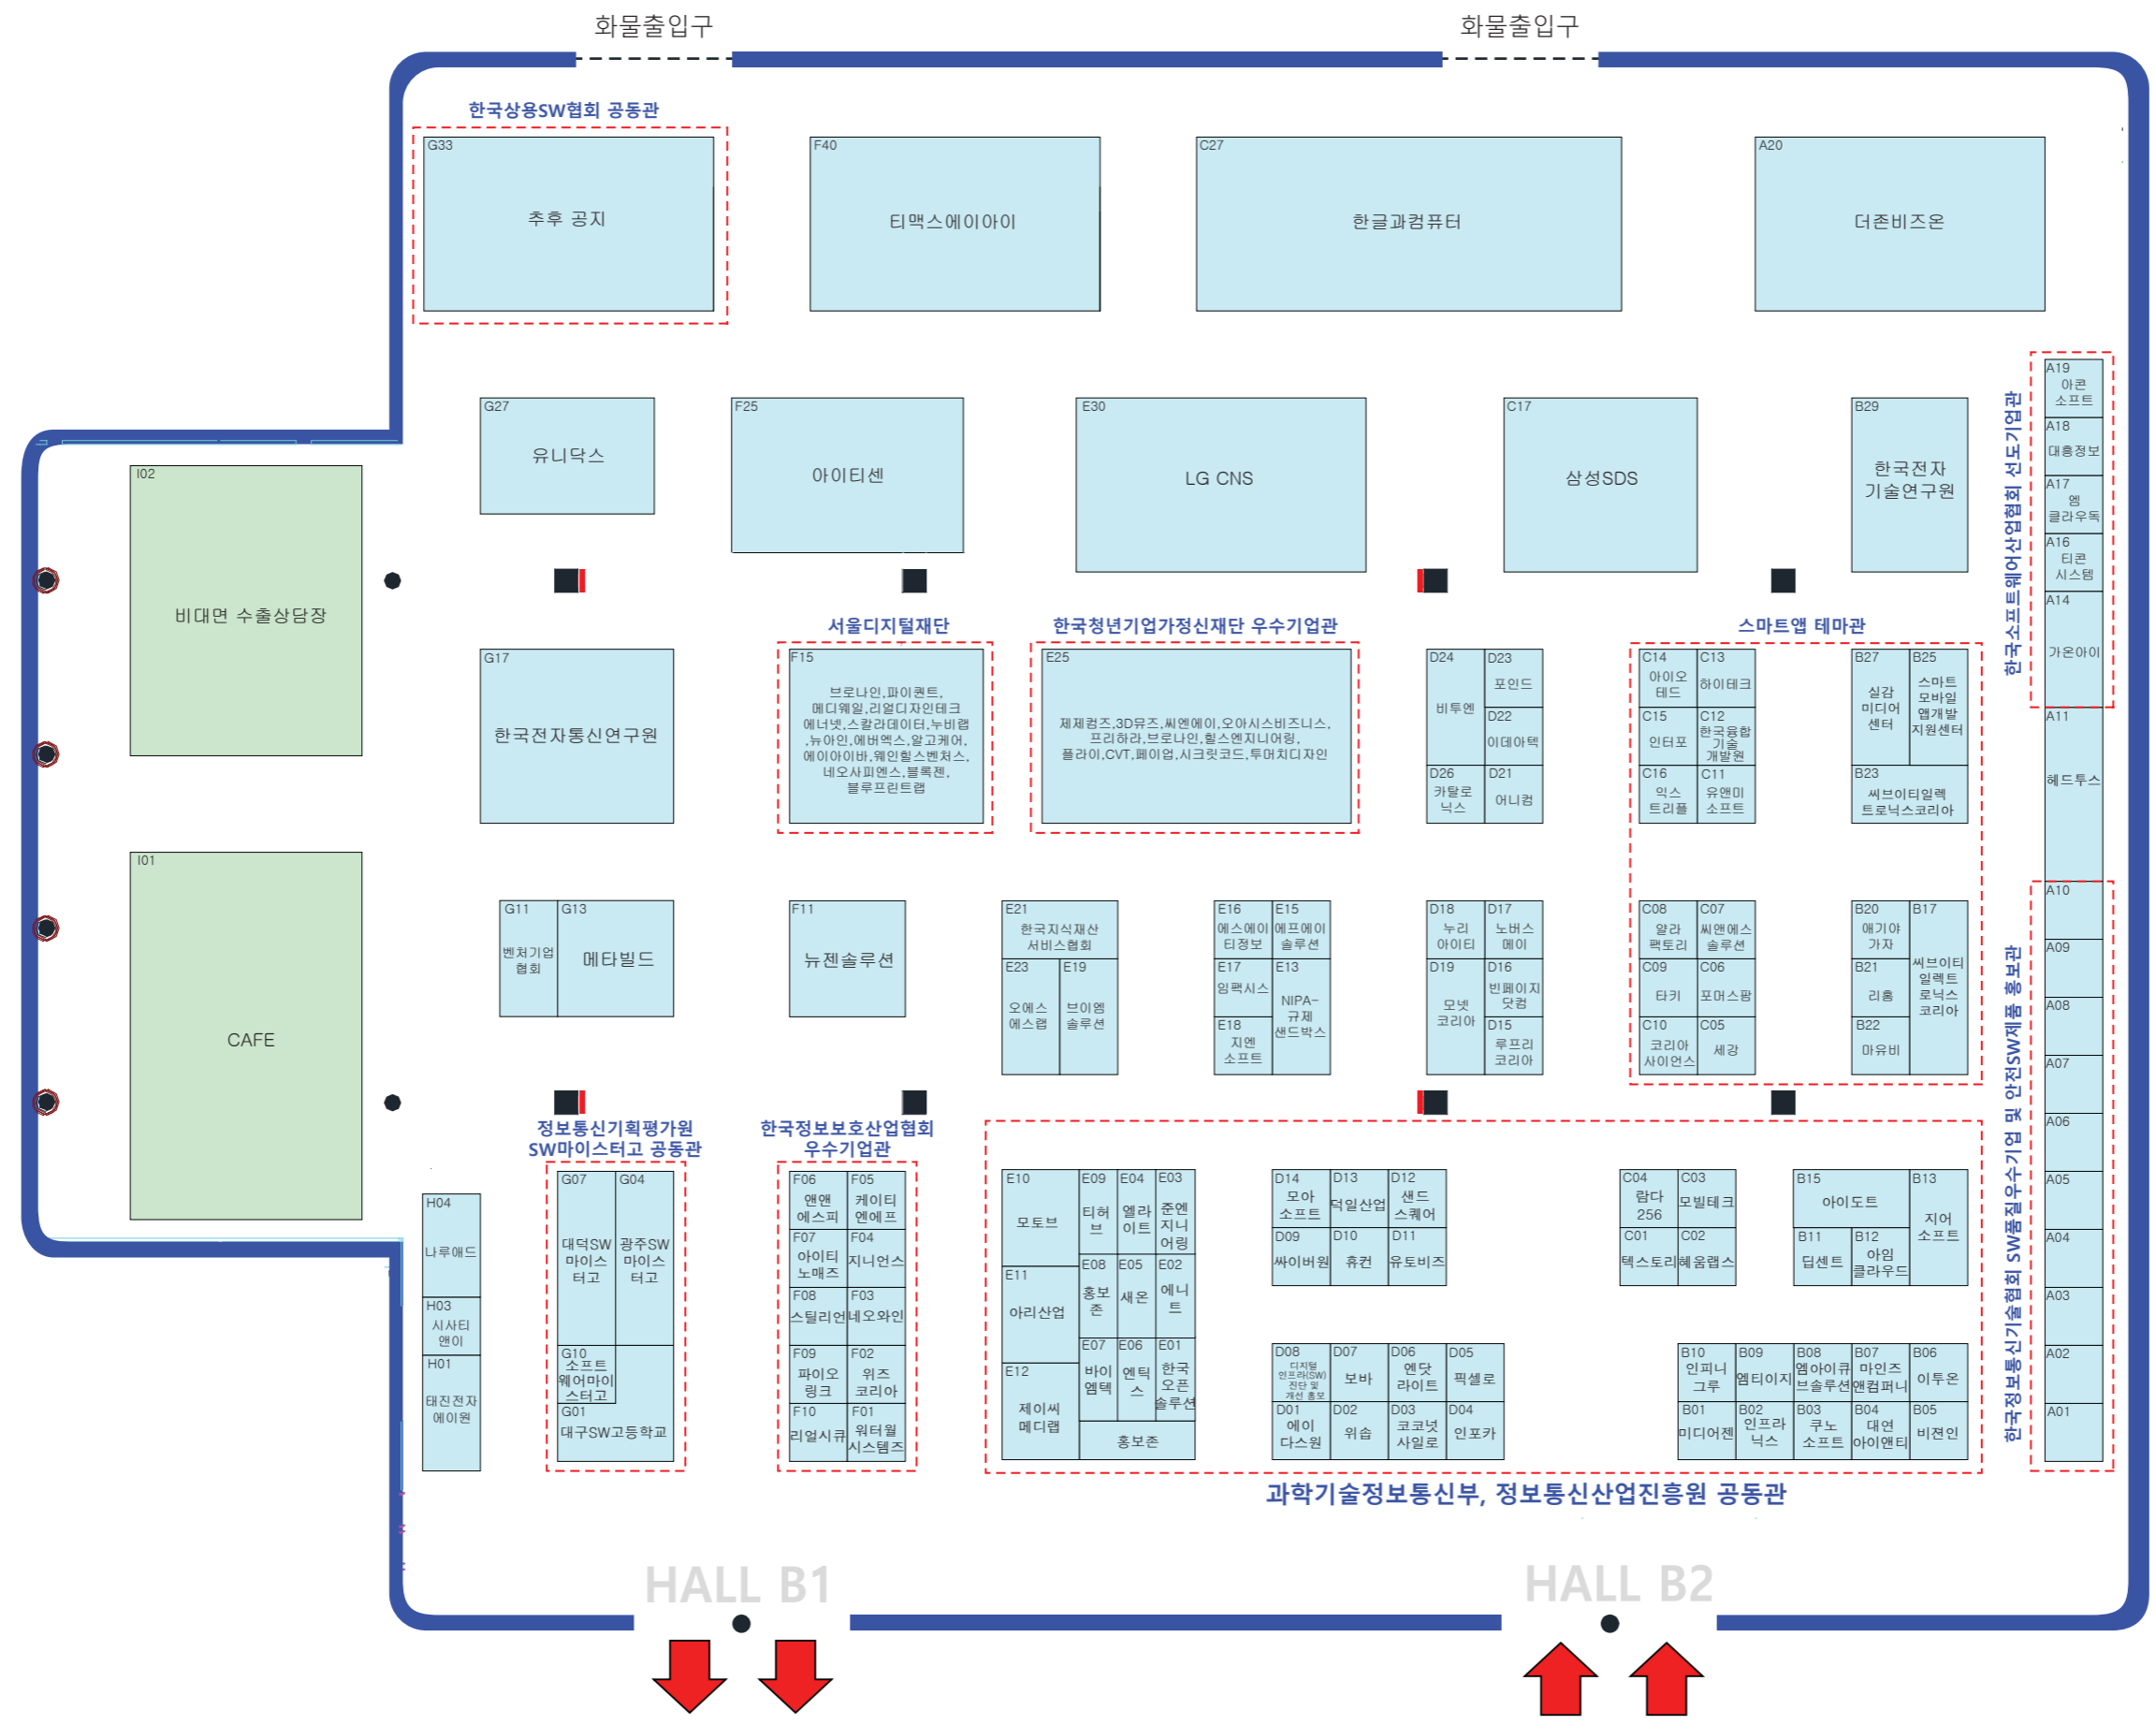 화물출입구
화물출입구
한국상용SW협회 공동관
G33
추후 공지
F40
티맥스에이아이
C27
한글과컴퓨터
A20
더존비즈온
G27
유니닥스
F25
아이티센
E30
LG CNS
C17
삼성SDS
B29
한국전자
기술연구원
한국소프트웨어산업협회 선도기업관
A19
아콘
소프트
A18
대흥정보
A17
엠
클라우독
A16
티콘
시스템
A14
가온아이
A11
헤드투스
I02
비대면 수출상담장
I01
CAFE
G17
한국전자통신연구원
서울디지털재단
F15
브로나인,파이퀀트,
메디웨일,리얼디자인테크
에너넷,스칼라데이터,누비랩
,뉴아인,에버엑스,알고케어,
에이아이바,웨인힐스벤처스,
네오사피엔스,블록젠,
블루프린트랩
한국청년기업가정신재단 우수기업관
E25
제제컴즈,3D뮤즈,씨엔에이,오아시스비즈니스,
프리하라,브로나인,힐스엔지니어링,
플라이,CVT,페이업,시크릿코드,투머치디자인
D24
비투엔
D23
포인드
D22
이데아텍
D26
카탈로
닉스
D21
어니컴
스마트앱 테마관
C14
아이오
테드
C13
하이테크
C15
인터포
C12
한국융합
기술
개발원
C16
익스
트리플
C11
유앤미
소프트
B27
실감
미디어
센터
B25
스마트
모바일
앱개발
지원센터
B23
씨브이티일렉
트로닉스코리아
G11
벤처기업
협회
G13
메타빌드
F11
뉴젠솔루션
E21
한국지식재산
서비스협회
E23
오에스
에스랩
E19
브이엠
솔루션
E16
에스에이
티정보
E15
에프에이
솔루션
E17
임팩시스
E13
NIPA-
규제
샌드박스
E18
지엔
소프트
D18
누리
아이티
D17
노버스
메이
D19
모넷
코리아
D16
빈페이지
닷컴
D15
루프리
코리아
C08
얄라
팩토리
C07
씨앤에스
솔루션
C09
타키
C06
포머스팜
C10
코리아
사이언스
C05
세강
B20
애기야
가자
B17
씨브이티
일렉트
로닉스
코리아
B21
리홈
B22
마유비
한국정보통신기술협회 SW품질우수기업 및 안전SW제품 홍보관
A10
A09
A08
A07
A06
A05
A04
A03
A02
A01
H04
나루애드
H03
시사티
앤이
H01
태진전자
에이원
정보통신기획평가원
SW마이스터고 공동관
G07
대덕SW
마이스
터고
G04
광주SW
마이스
터고
G10
소프트
웨어마이
스터고
G01
대구SW고등학교
한국정보보호산업협회
우수기업관
F06
앤앤
에스피
F05
케이티
엔에프
F07
아이티
노매즈
F04
지니언스
F08
스틸리언
F03
네오와인
F09
파이오
링크
F02
위즈
코리아
F10
리얼시큐
F01
워터월
시스템즈
E10
모토브
E09
티허
브
E04
엘라
이트
E03
준엔
지니
어링
E11
아리산업
E08
홍보
존
E05
새온
E02
에니
트
E12
제이씨
메디랩
E07
바이
엠텍
E06
엔틱
스
E01
한국
오픈
솔루션
홍보존
D14
모아
소프트
D13
덕일산업
D12
샌드
스퀘어
D09
싸이버원
D10
휴컨
D11
유토비즈
D08
디지털
인프라(SW)
진단 및
개선 홍보
D07
보바
D06
엔닷
라이트
D05
픽셀로
D01
에이
다스원
D02
위솝
D03
코코넛
사일로
D04
인포카
C04
람다
256
C03
모빌테크
C01
텍스토리
C02
혜움랩스
B15
아이도트
B13
지어
소프트
B11
딥센트
B12
아임
클라우드
B10
인피니
그루
B09
엠티이지
B08
엠아이큐
브솔루션
B07
마인즈
앤컴퍼니
B06
이투온
B01
미디어젠
B02
인프라
닉스
B03
쿠노
소프트
B04
대연
아이앤티
B05
비젼인
과학기술정보통신부, 정보통신산업진흥원 공동관
HALL B1
HALL B2